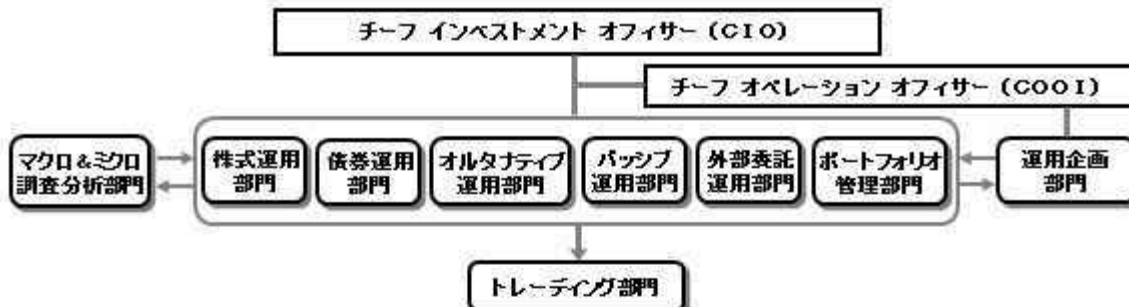 チーフ インベストメント オフィサー (CIO)
チーフ オペレーション オフィサー (COOI)
マクロ&ミクロ
調査分析部門
株式運用
部門
債券運用
部門
オルタナティブ
運用部門
パッシブ
運用部門
外部委託
運用部門
ポートフォリオ
管理部門
運用企画
部門
トレーディング部門